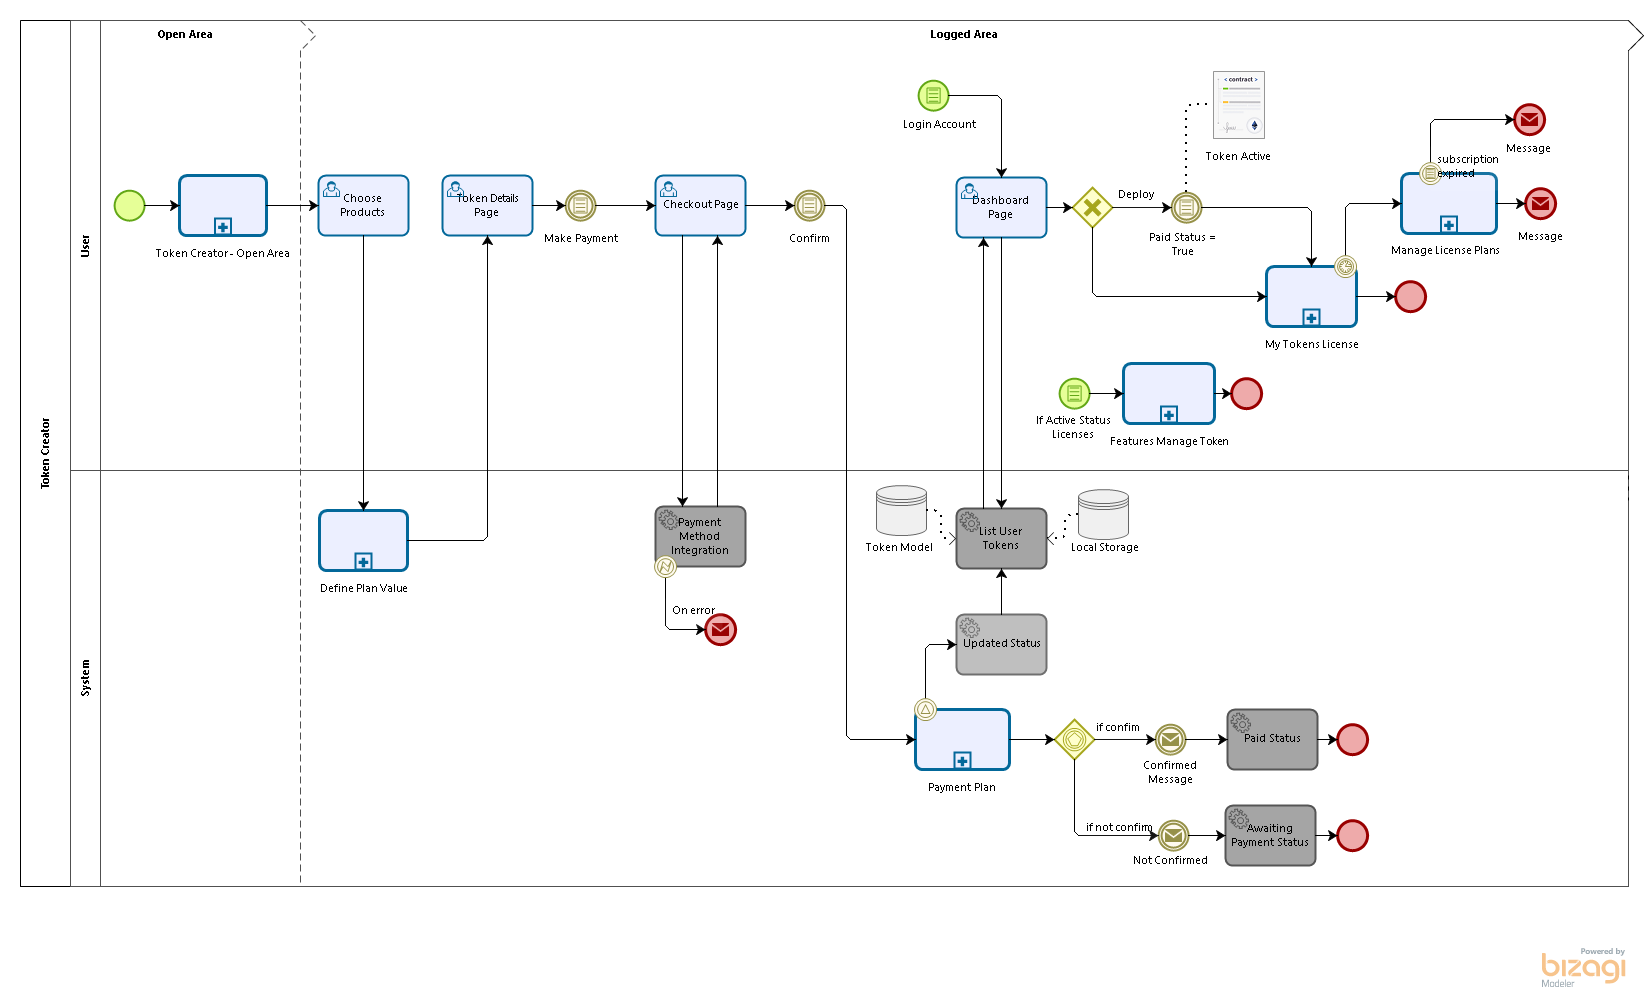 Open Area
Logged Area
Token Creator
User
System
< contract >
Token Active
Login Account
Message
subscription
expired
Deploy
Choose
Products
Token Details
Page
Checkout Page
Dashboard
Page
Make Payment
Confirm
Paid Status =
True
Manage License Plans
Message
Token Creator - Open Area
My Tokens License
If Active Status
Licenses
Features Manage Token
Payment
Method
Integration
Token Model
List User
Tokens
Local Storage
Define Plan Value
On error
Updated Status
if confim
Confirmed
Message
Paid Status
Payment Plan
if not confim
Not Confirmed
Awaiting
Payment Status
Powered by
bizagi
Modeler